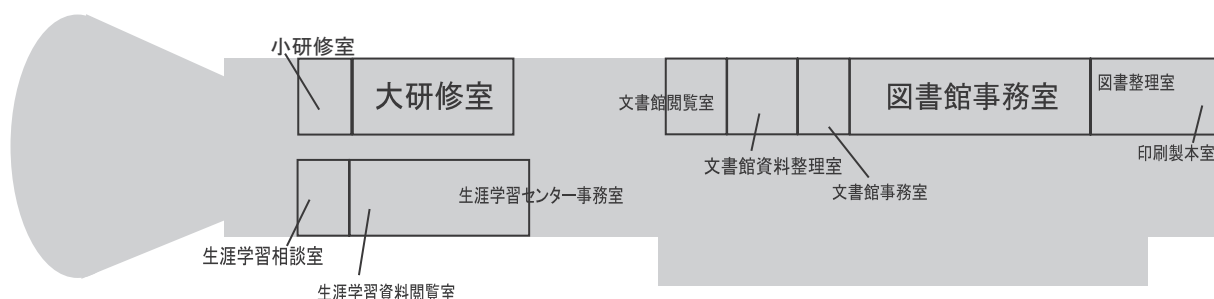 小研修室
大研修室
文書館閲覧室
図書館事務室
図書整理室
印刷製本室
文書館資料整理室
文書館事務室
生涯学習センター事務室
生涯学習相談室
生涯学習資料閲覧室